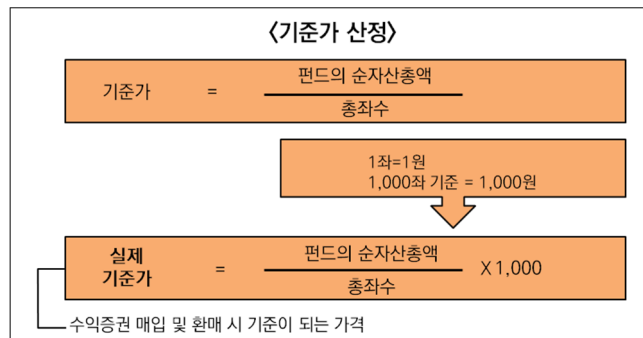 〈기준가 산정〉
기준가 = 펀드의 순자산총액
총좌수
1좌=1원
1,000좌 기준 = 1,000원
실제
기준가 = 펀드의 순자산총액 X 1,000
총좌수
수익증권 매입 및 환매 시 기준이 되는 가격